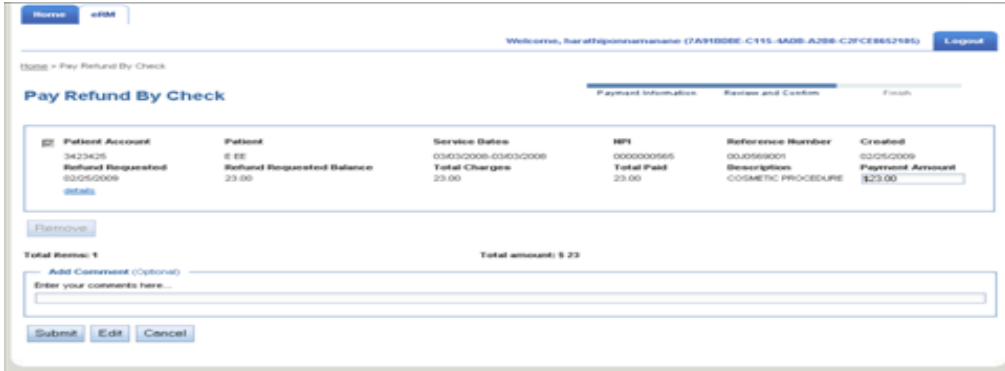 Home eRM
Welcome, harathiponnamanane (7A91B0BE-C115-4A0B-A2BB-C2FCE8652185) Logout
Home > Pay Refund By Check
Pay Refund By Check
Payment Information Review and Confirm Finish
Patient Account Patient Service Dates NPI Reference Number Created
3423425 E EE 03/03/2008-03/03/2008 0000000565 00J0569001 02/25/2009
Refund Requested Refund Requested Balance Total Charges Total Paid Description Payment Amount
02/25/2009 23.00 23.00 23.00 COSMETIC PROCEDURE $23.00
details
Remove
Total items: 1 Total amount: $ 23
Add Comment (Optional)
Enter your comments here...
Submit Edit Cancel